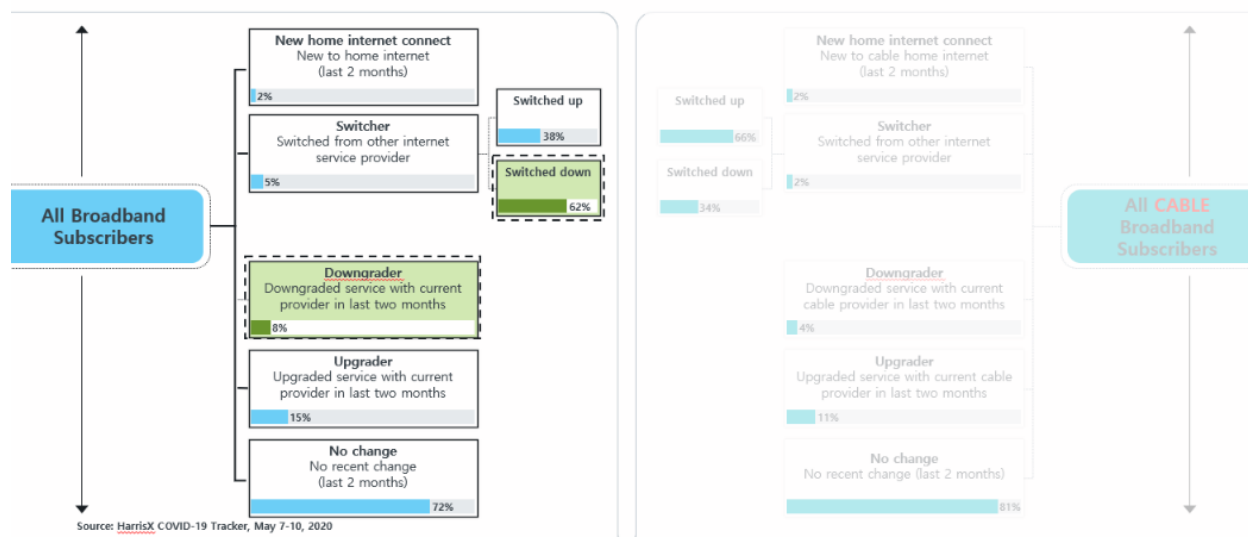 New home internet connect
New to home internet
(last 2 months)
2%
Switcher
Switched from other internet
service provider
5%
Switched up
38%
Switched down
62%
All Broadband
Subscribers
Downgrader
Downgraded service with current
provider in last two months
8%
Upgrader
Upgraded service with current
provider in last two months
15%
No change
No recent change
(last 2 months)
72%
Source: HarrisX COVID-19 Tracker, May 7-10, 2020
New home internet connect
New to cable home internet
(last 2 months)
2%
Switched up
66%
Switched down
34%
Switcher
Switched from other internet
service provider
2%
All CABLE
Broadband
Subscribers
Downgrader
Downgraded service with current
cable provider in last two months
4%
Upgrader
Upgraded service with current cable
provider in last two months
11%
No change
No recent change (last 2 months)
81%